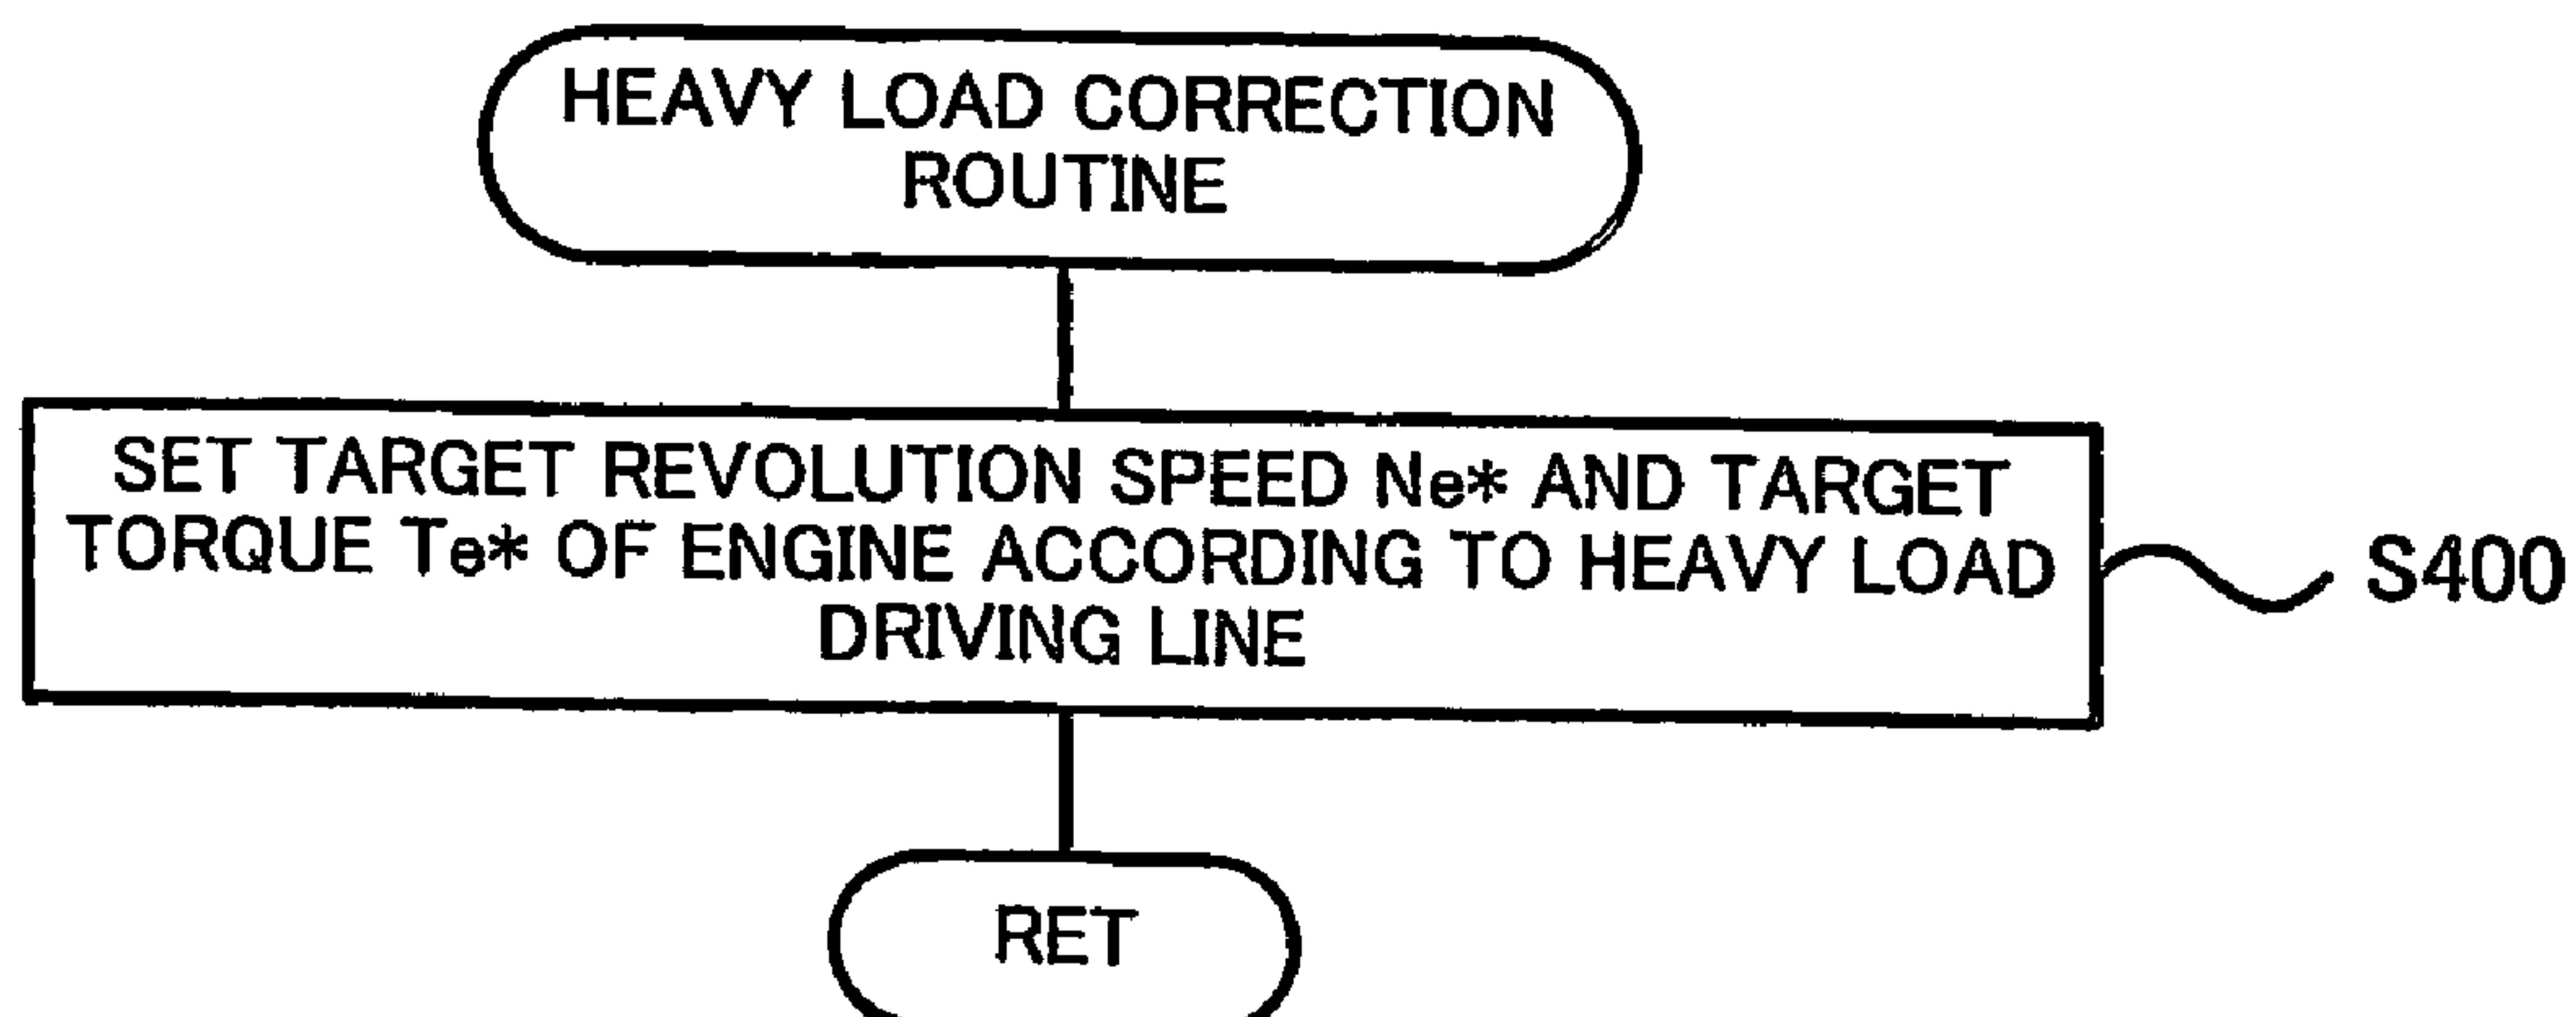 HEAVY LOAD CORRECTION
ROUTINE
SET TARGET REVOLUTION SPEED Ne* AND TARGET
TORQUE Te* OF ENGINE ACCORDING TO HEAVY LOAD
DRIVING LINE
S400
RET